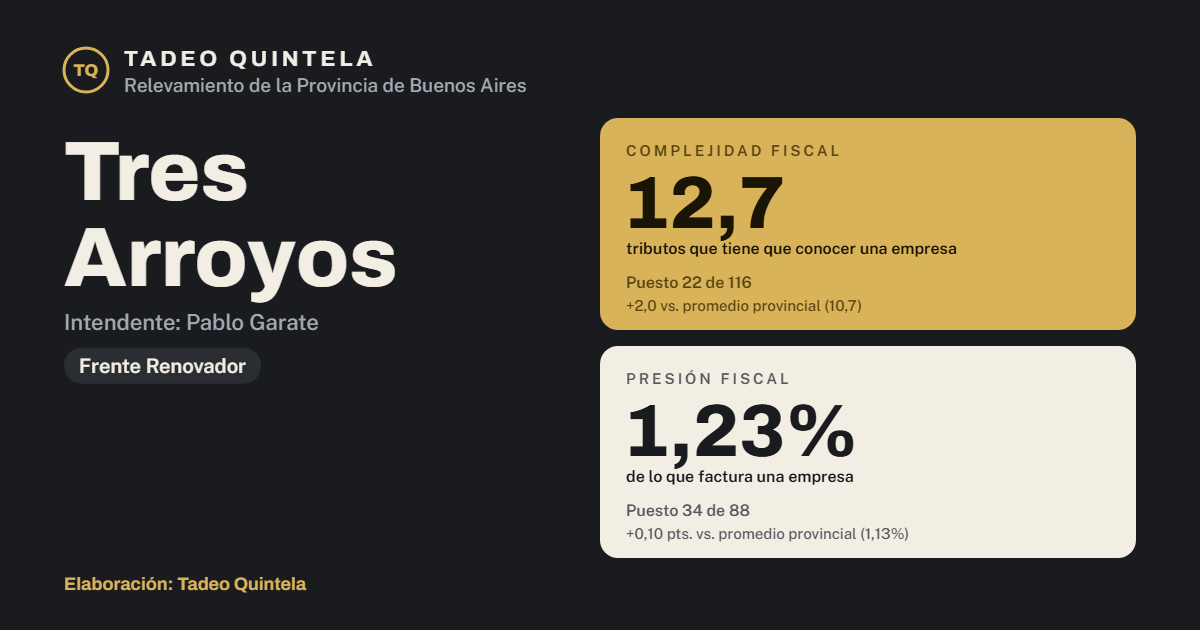 TQ
TADEO QUINTELA
Relevamiento de la Provincia de Buenos Aires
Tres
Arroyos
Intendente: Pablo Garate
Frente Renovador
COMPLEJIDAD FISCAL
12,7
tributos que tiene que conocer una empresa
Puesto 22 de 116
+2,0 vs. promedio provincial (10,7)
PRESIÓN FISCAL
1,23%
de lo que factura una empresa
Puesto 34 de 88
+0,10 pts. vs. promedio provincial (1,13%)
Elaboración: Tadeo Quintela